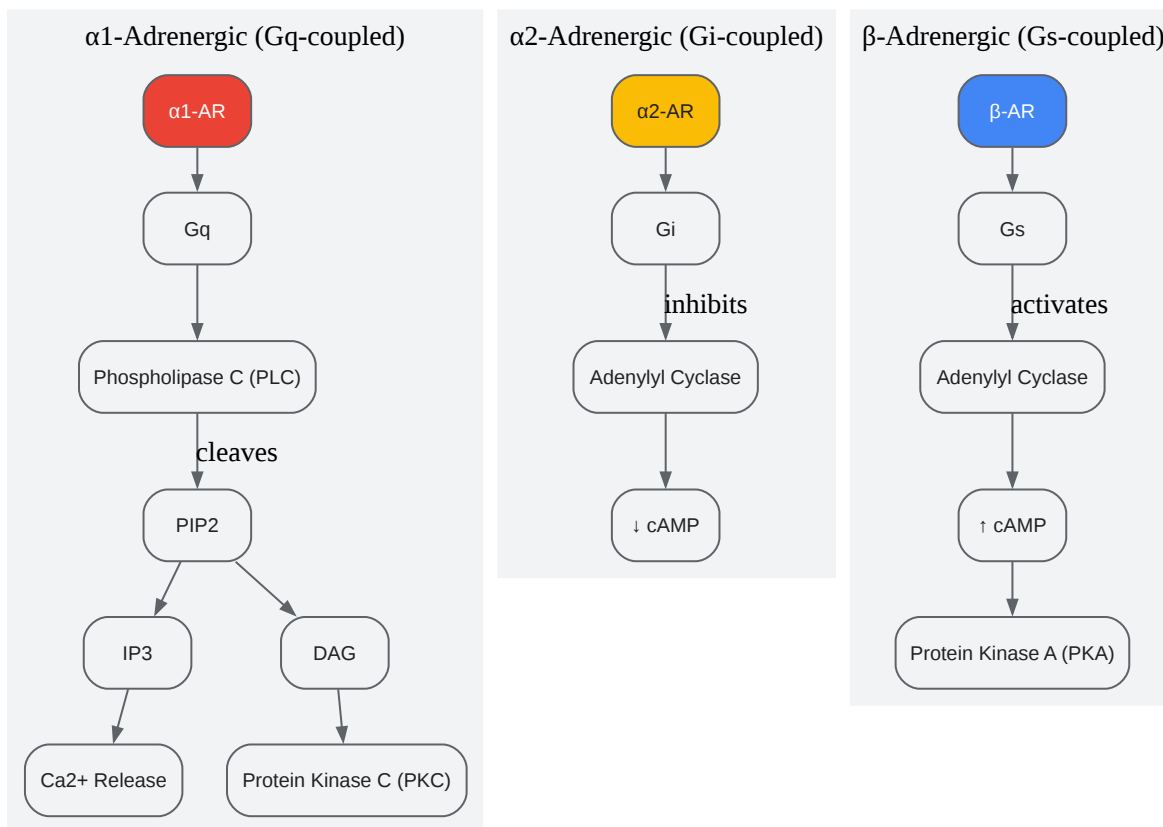 α1-Adrenergic (Gq-coupled)
α1-AR
Gq
Phospholipase C (PLC)
cleaves
PIP2
IP3
DAG
Ca2+ Release
Protein Kinase C (PKC)
α2-Adrenergic (Gi-coupled)
α2-AR
Gi
inhibits
Adenylyl Cyclase
↓ cAMP
β-Adrenergic (Gs-coupled)
β-AR
Gs
activates
Adenylyl Cyclase
↑ cAMP
Protein Kinase A (PKA)